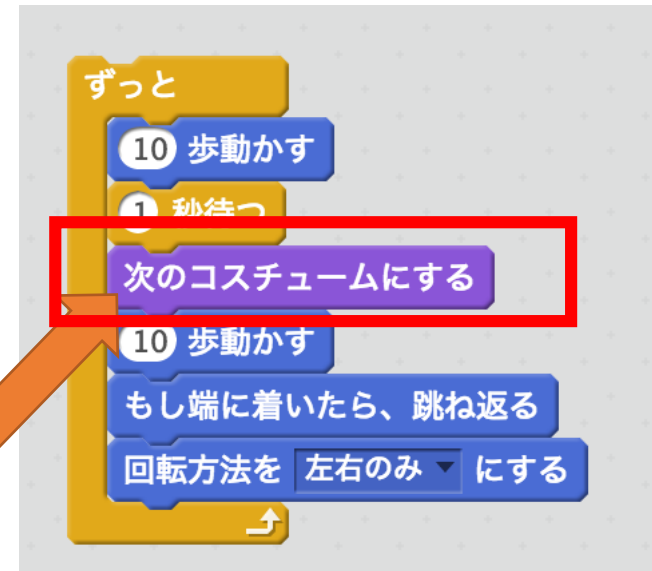 ずっと
10 歩動かす
1 秒待つ
次のコスチュームにする
10 歩動かす
もし端に着いたら、跳ね返る
回転方法を 左右のみ にする